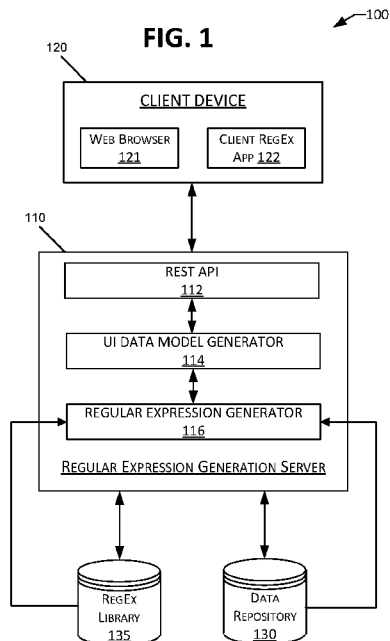 FIG. 1
100
120
CLIENT DEVICE
WEB BROWSER
121
CLIENT REGEX
APP 122
110
REST API
112
UI DATA MODEL GENERATOR
114
REGULAR EXPRESSION GENERATOR
116
REGULAR EXPRESSION GENERATION SERVER
REGEX
LIBRARY
135
DATA
REPOSITORY
130